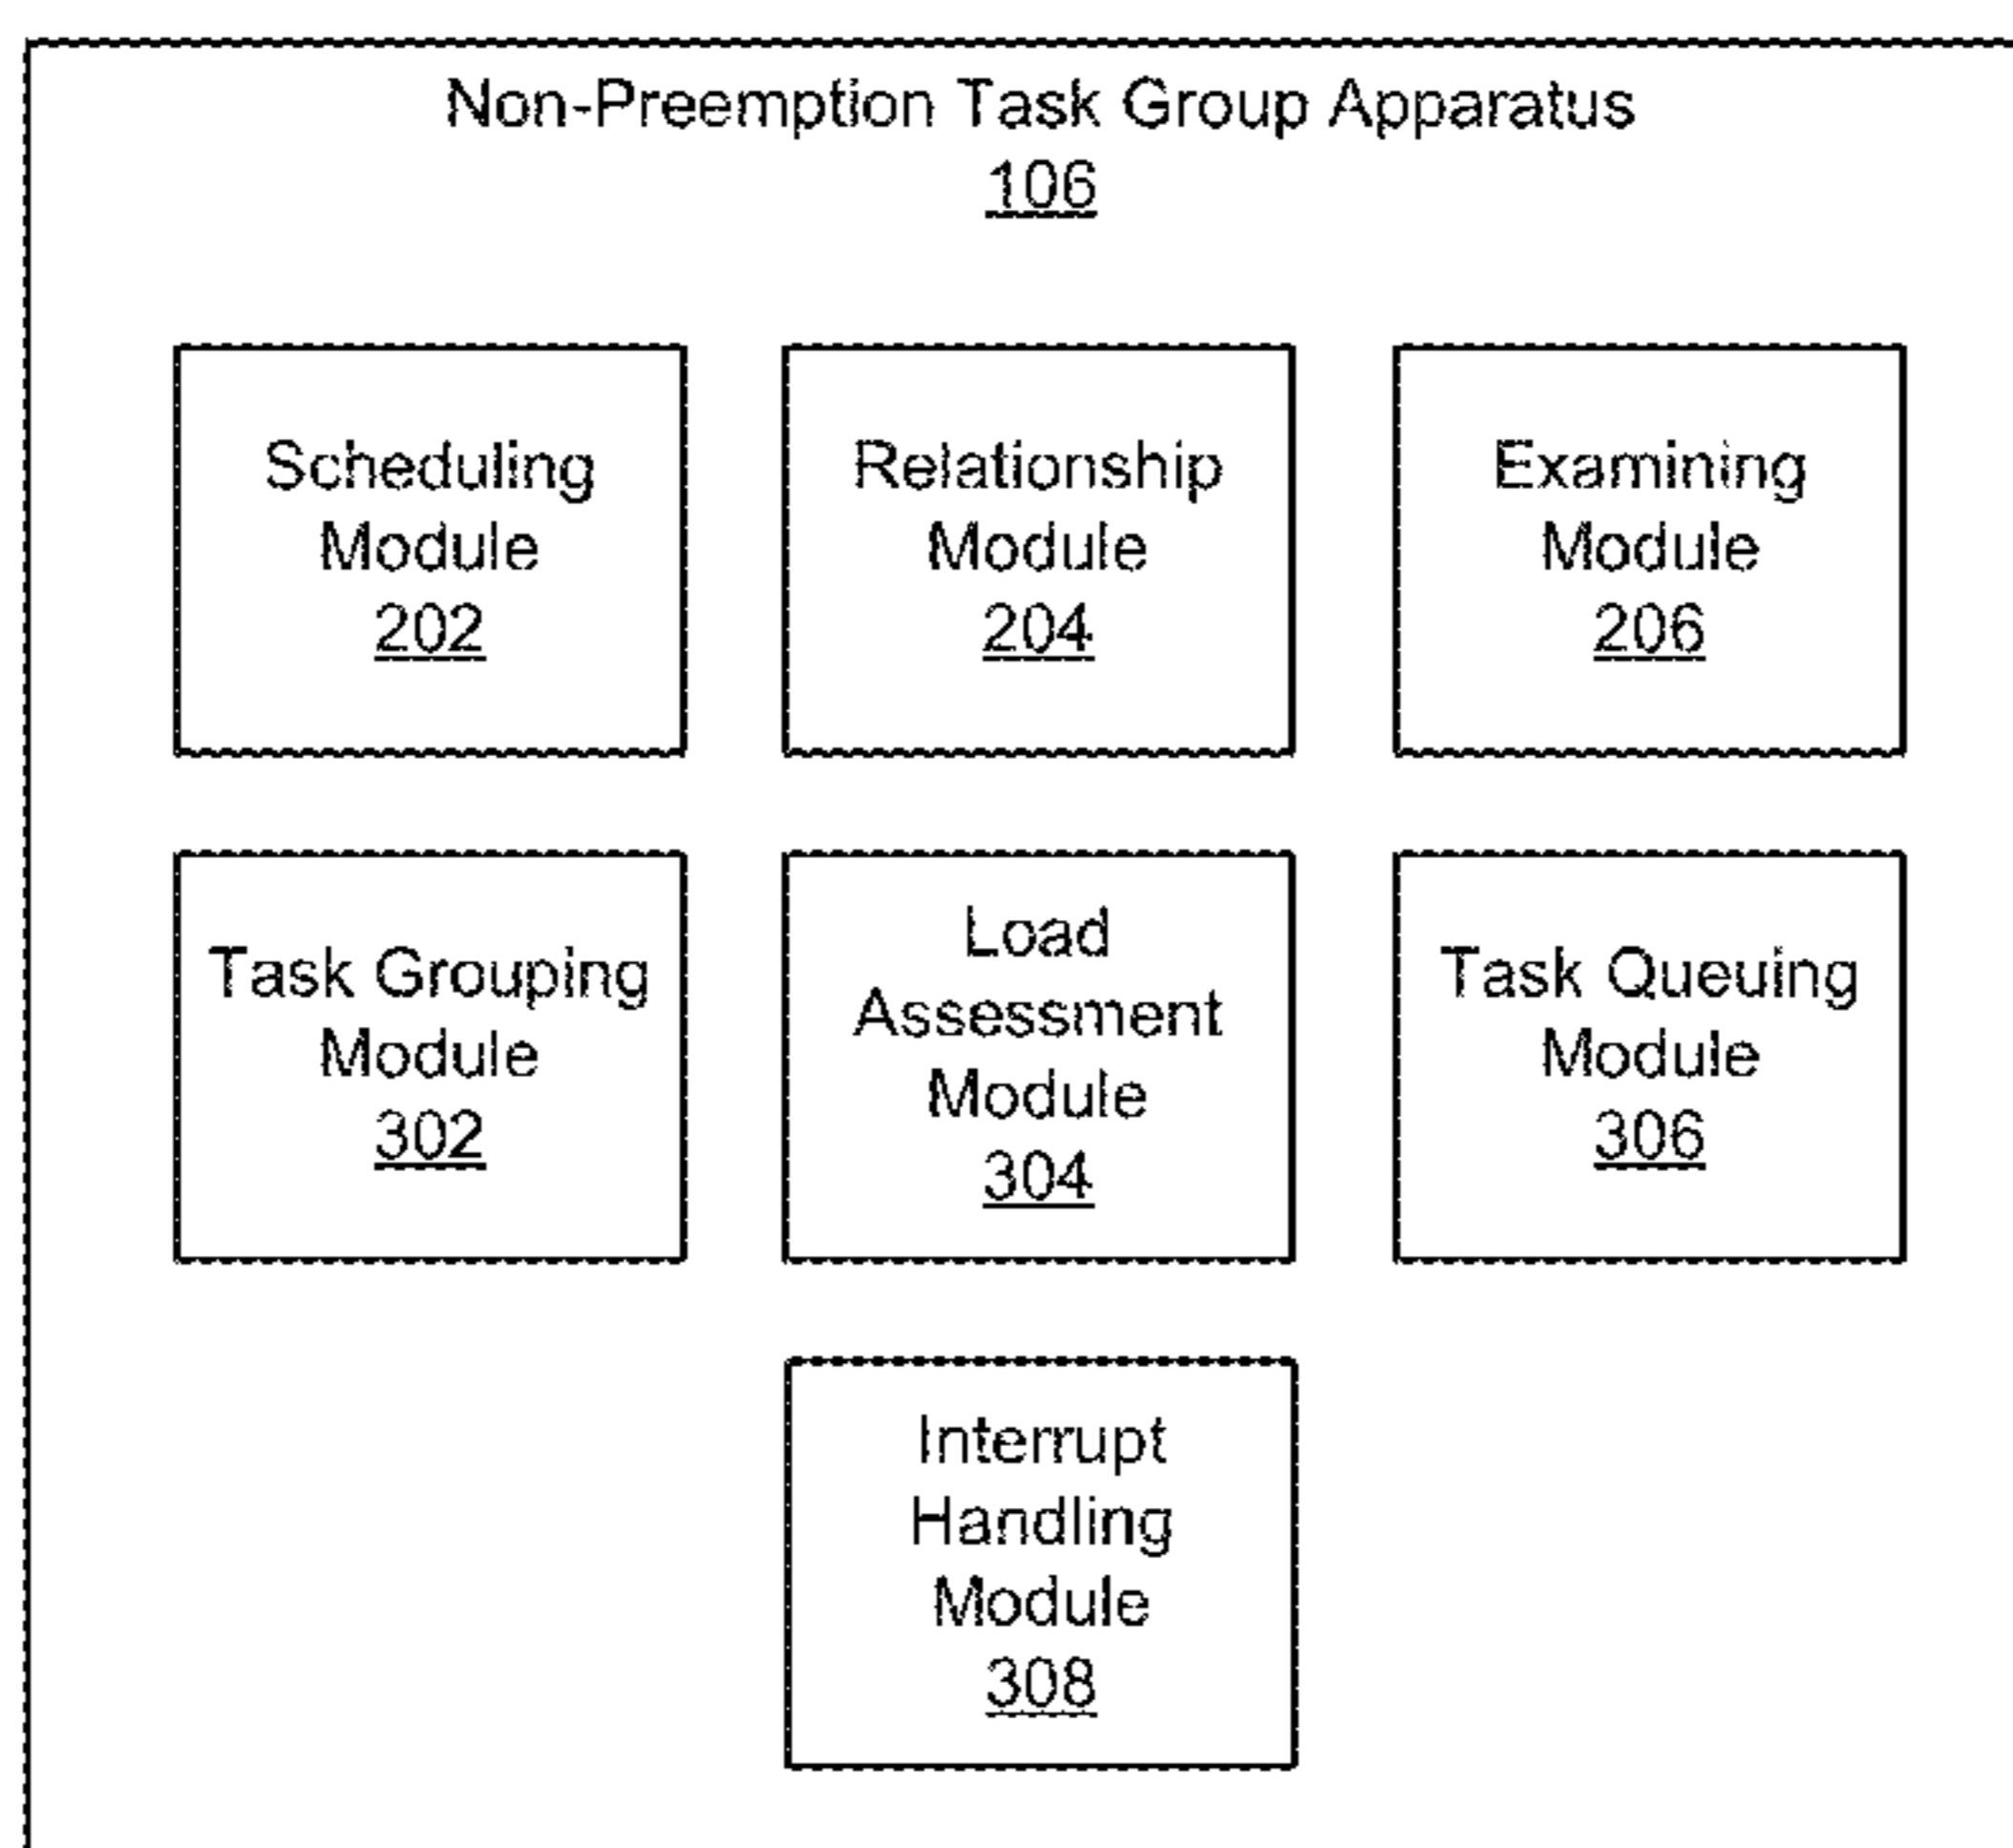 Non-Preemption Task Group Apparatus
106
Scheduling
Module
202
Relationship
Module
204
Examining
Module
206
Task Grouping
Module
302
Load
Assessment
Module
304
Task Queuing
Module
306
Interrupt
Handling
Module
308